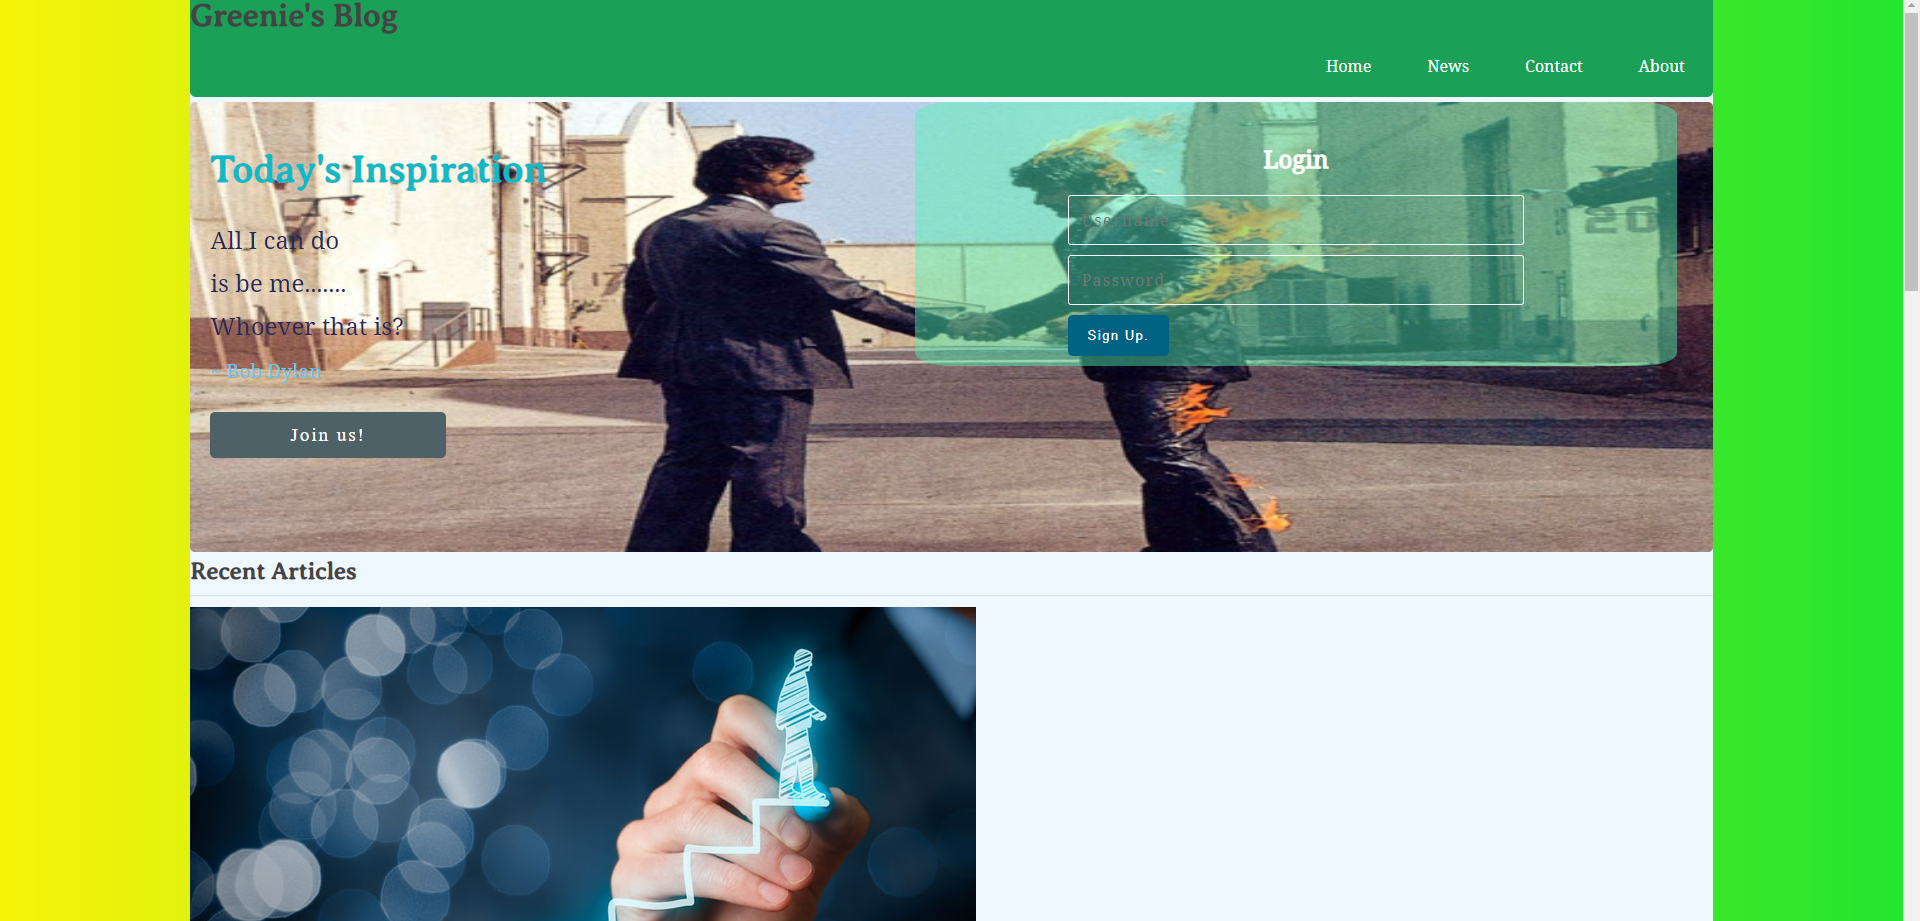 Greenie's Blog
Home News Contact About
Today's Inspiration
All I can do
is be me.......
Whoever that is?
~ Bob Dylan
Join us!
Login
Username
Password
Sign Up.
20
Recent Articles